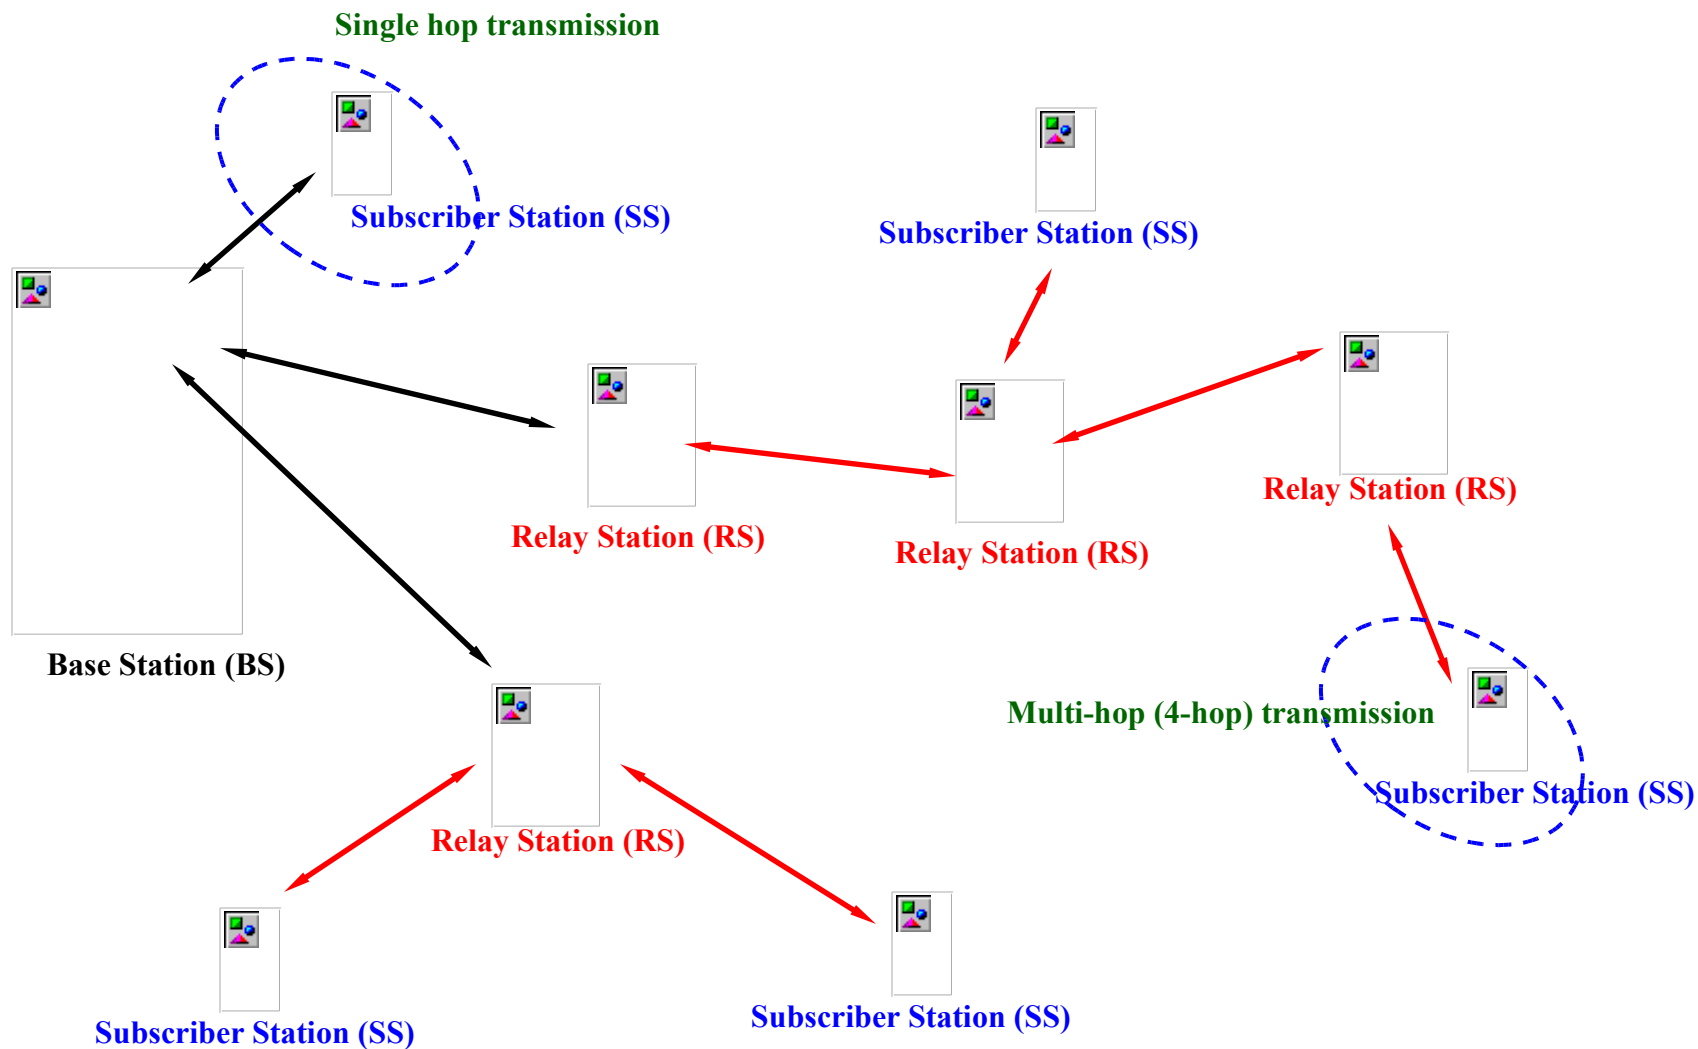 Single hop transmission
Subscriber Station (SS)
Subscriber Station (SS)
Relay Station (RS)
Relay Station (RS)
Relay Station (RS)
Base Station (BS)
Multi-hop (4-hop) transmission
Subscriber Station (SS)
Relay Station (RS)
Subscriber Station (SS)
Subscriber Station (SS)